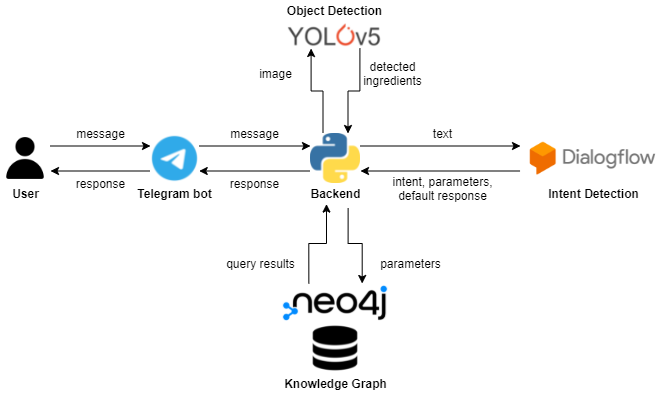 Object Detection
YOLOv5
image
detected
ingredients
message
message
text
Dialogflow
response
response
intent, parameters,
default response
User
Telegram bot
Backend
Intent Detection
query results
parameters
neo4j
Knowledge Graph